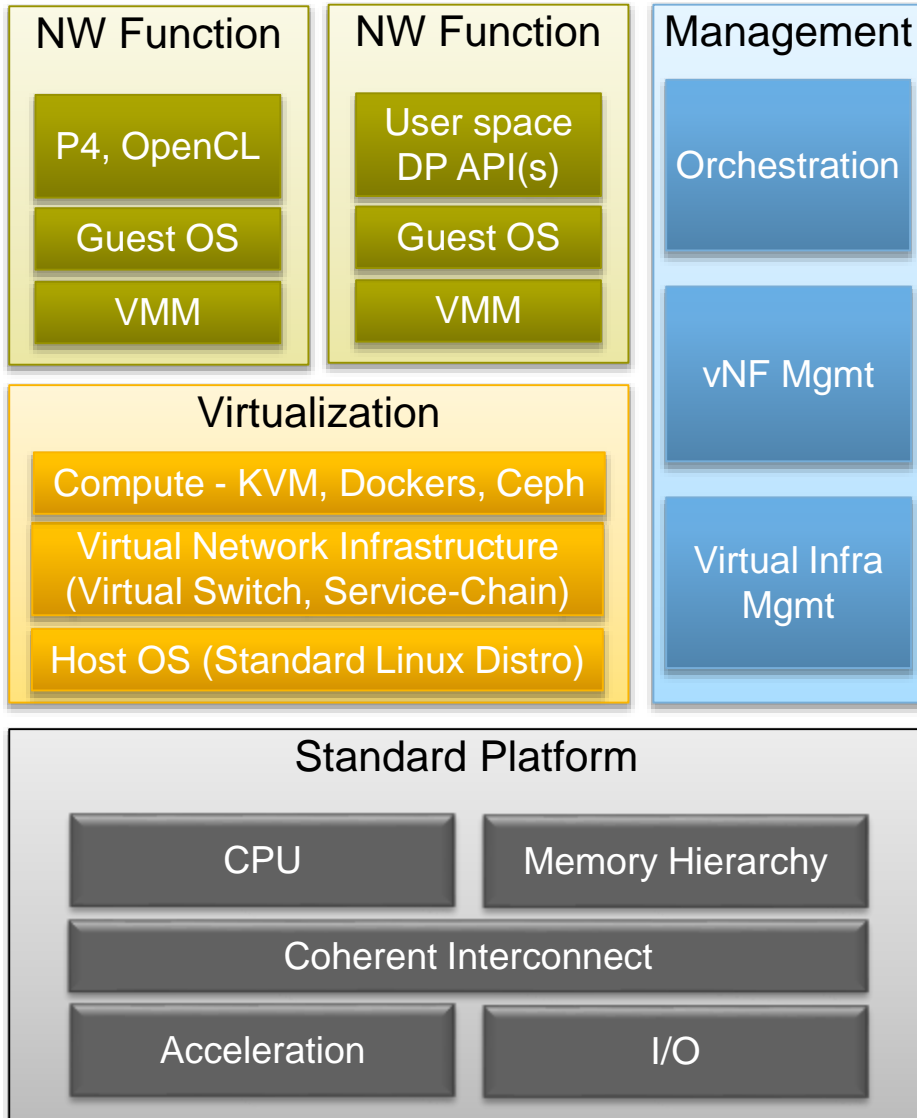 NW Function
P4, OpenCL
Guest OS
VMM
NW Function
User space
DP API(s)
Guest OS
VMM
Management
Orchestration
vNF Mgmt
Virtual Infra
Mgmt
Virtualization
Compute - KVM, Dockers, Ceph
Virtual Network Infrastructure
(Virtual Switch, Service-Chain)
Host OS (Standard Linux Distro)
Standard Platform
CPU
Memory Hierarchy
Coherent Interconnect
Acceleration
I/O